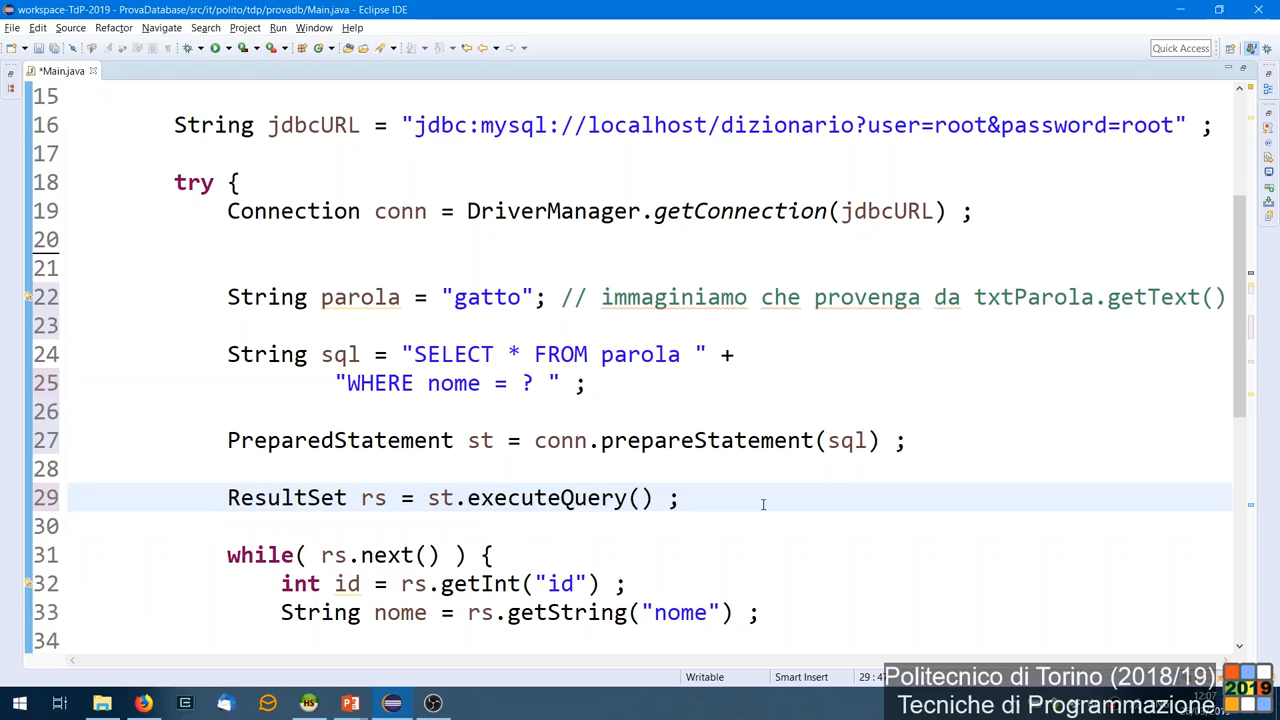 workspace-TdP-2019 - ProvaDatabase/src/it/polito/tdp/provadb/Main.java - Eclipse IDE
File Edit Source Refactor Navigate Search Project Run Window Help
Quick Access
*Main.java
15
16 String jdbcURL = "jdbc:mysql://localhost/dizionario?user=root&password=root" ;
17
18 try {
19 Connection conn = DriverManager.getConnection(jdbcURL) ;
20
21
22 String parola = "gatto"; // immaginiamo che provenga da txtParola.getText()
23
24 String sql = "SELECT * FROM parola " +
25 "WHERE nome = ? " ;
26
27 PreparedStatement st = conn.prepareStatement(sql) ;
28
29 ResultSet rs = st.executeQuery() ;
30
31 while( rs.next() ) {
32 int id = rs.getInt("id") ;
33 String nome = rs.getString("nome") ;
34
Writable Smart Insert
Politecnico di Torino (2018/19)
Tecniche di Programmazione
2019
12:07